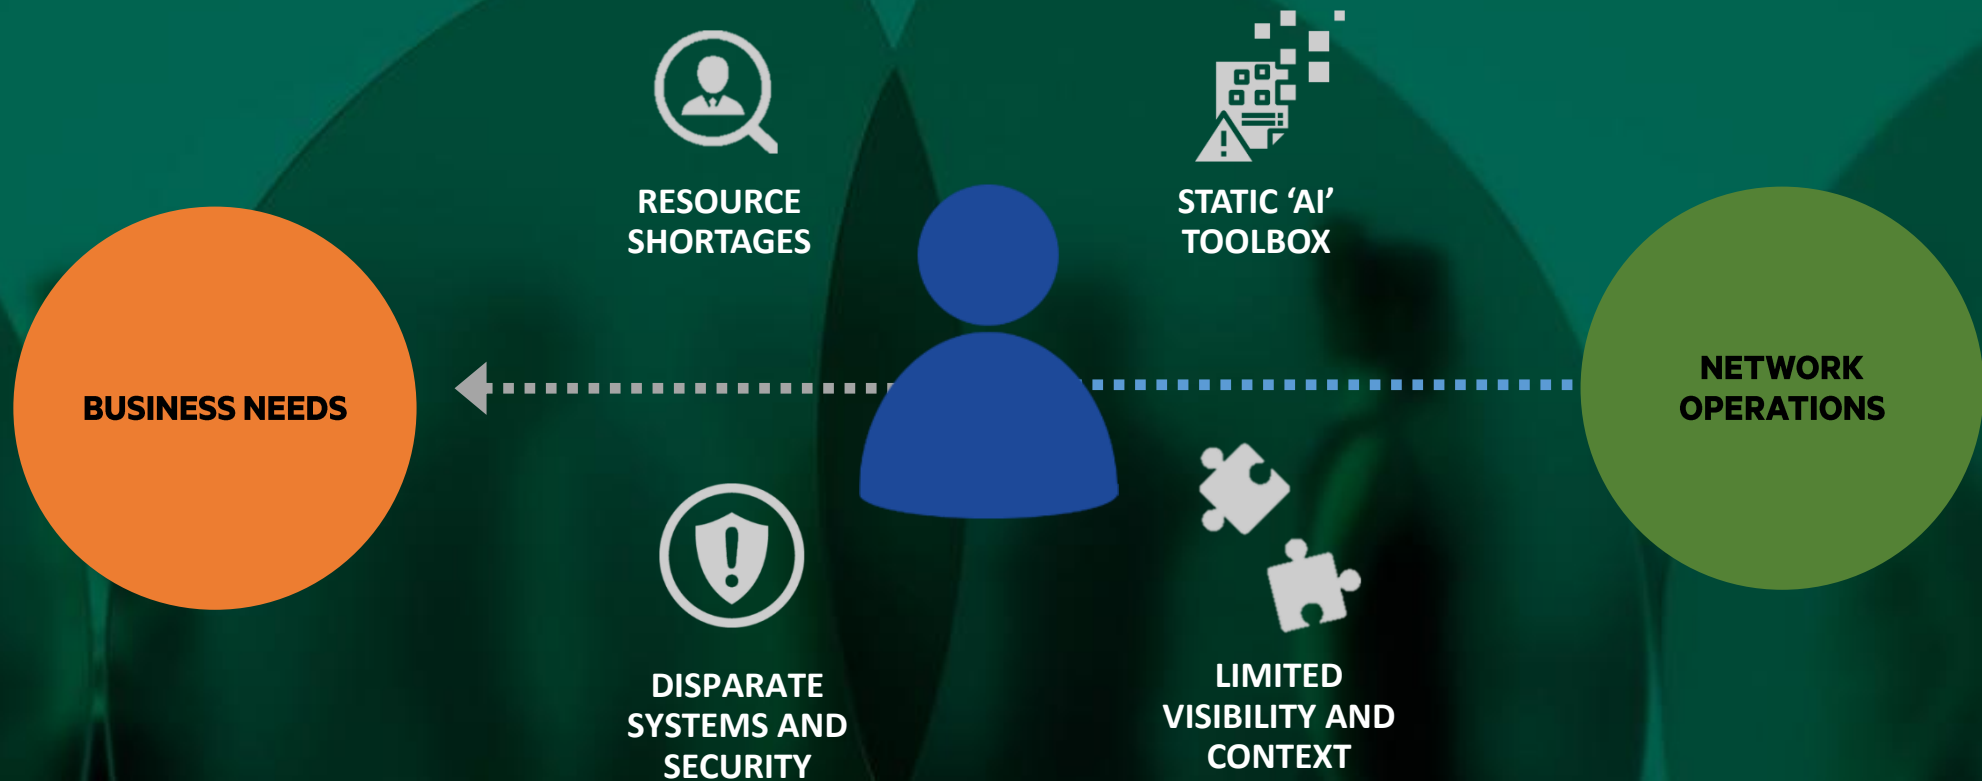 RESOURCE
SHORTAGES
STATIC ‘AI’
TOOLBOX
BUSINESS NEEDS
NETWORK
OPERATIONS
DISPARATE
SYSTEMS AND
SECURITY
LIMITED
VISIBILITY AND
CONTEXT